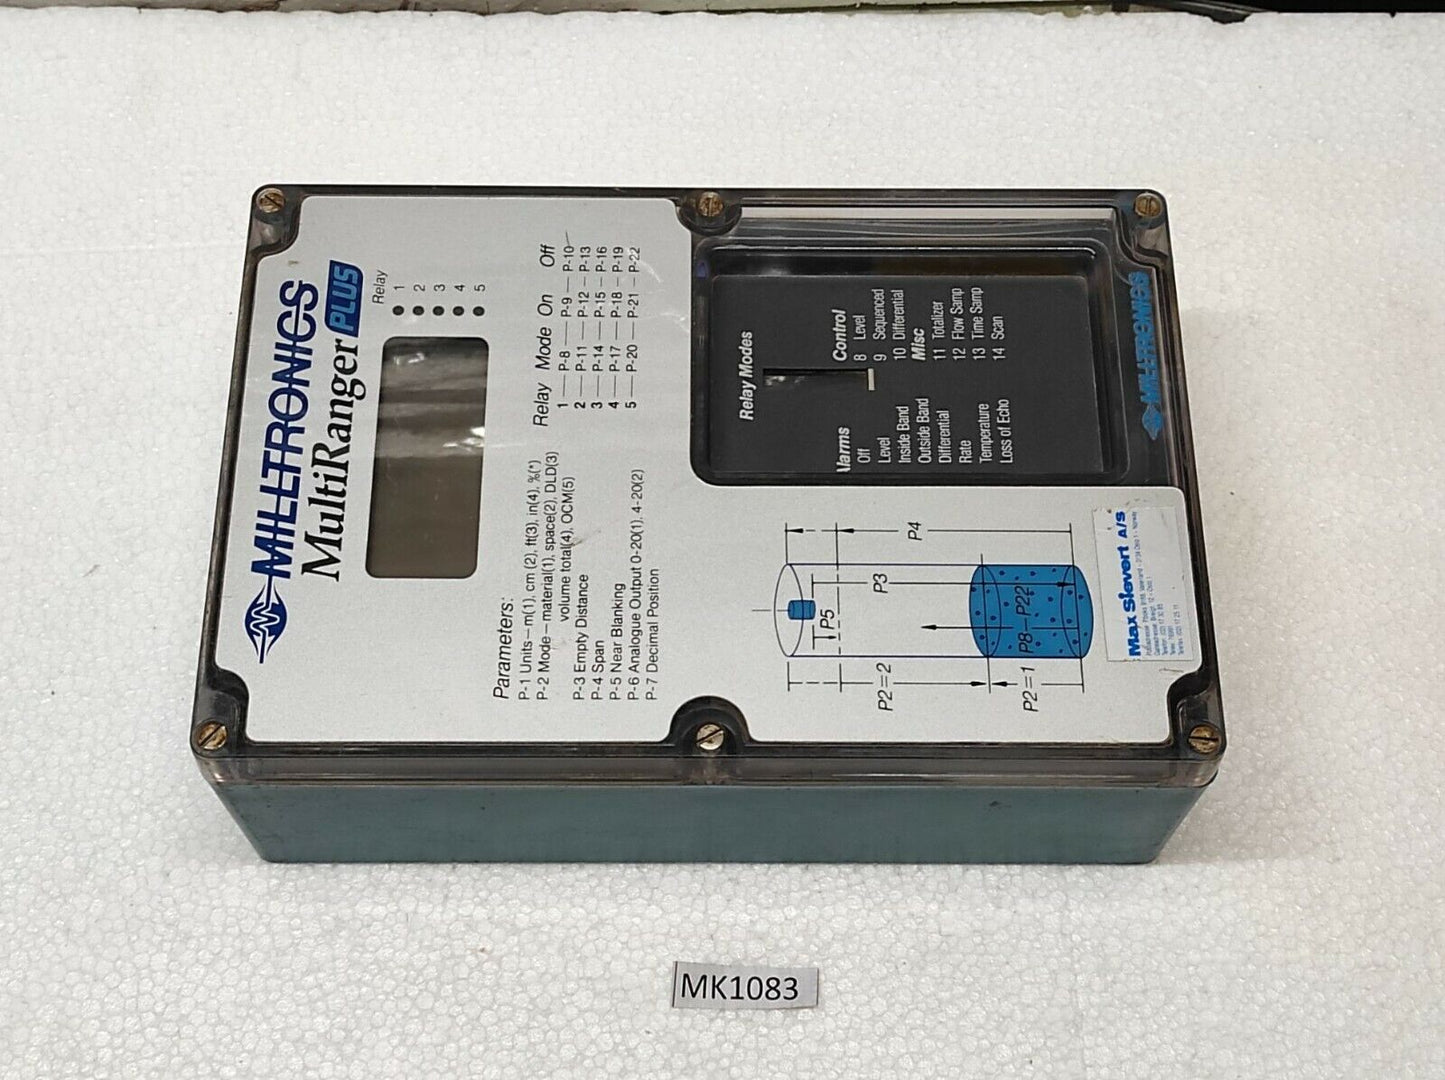 MILLTRONICS
MultiRanger PLUS
Relay
1
2
3
4
5
Parameters:
P-1 Units—m(1), cm (2), ft(3), in(4), %(*)
P-2 Mode—material(1), space(2), DLD(3)
volume total(4), OCM(5)
P-3 Empty Distance
P-4 Span
P-5 Near Blanking
P-6 Analogue Output 0-20(1), 4-20(2)
P-7 Decimal Position
Relay Mode On Off
1 — P-8 — P-9 — P-10
2 — P-11 — P-12 — P-13
3 — P-14 — P-15 — P-16
4 — P-17 — P-18 — P-19
5 — P-20 — P-21 — P-22
Relay Modes
Alarms
Off
Level
Inside Band
Outside Band
Differential
Rate
Temperature
Loss of Echo
Control
8 Level
9 Sequenced
10 Differential
Misc
11 Totalizer
12 Flow Samp
13 Time Samp
14 Scan
P4
P3
P5
P8–P22
P2=2
P2=1
MILLTRONICS
Max Sievert A/S
MK1083